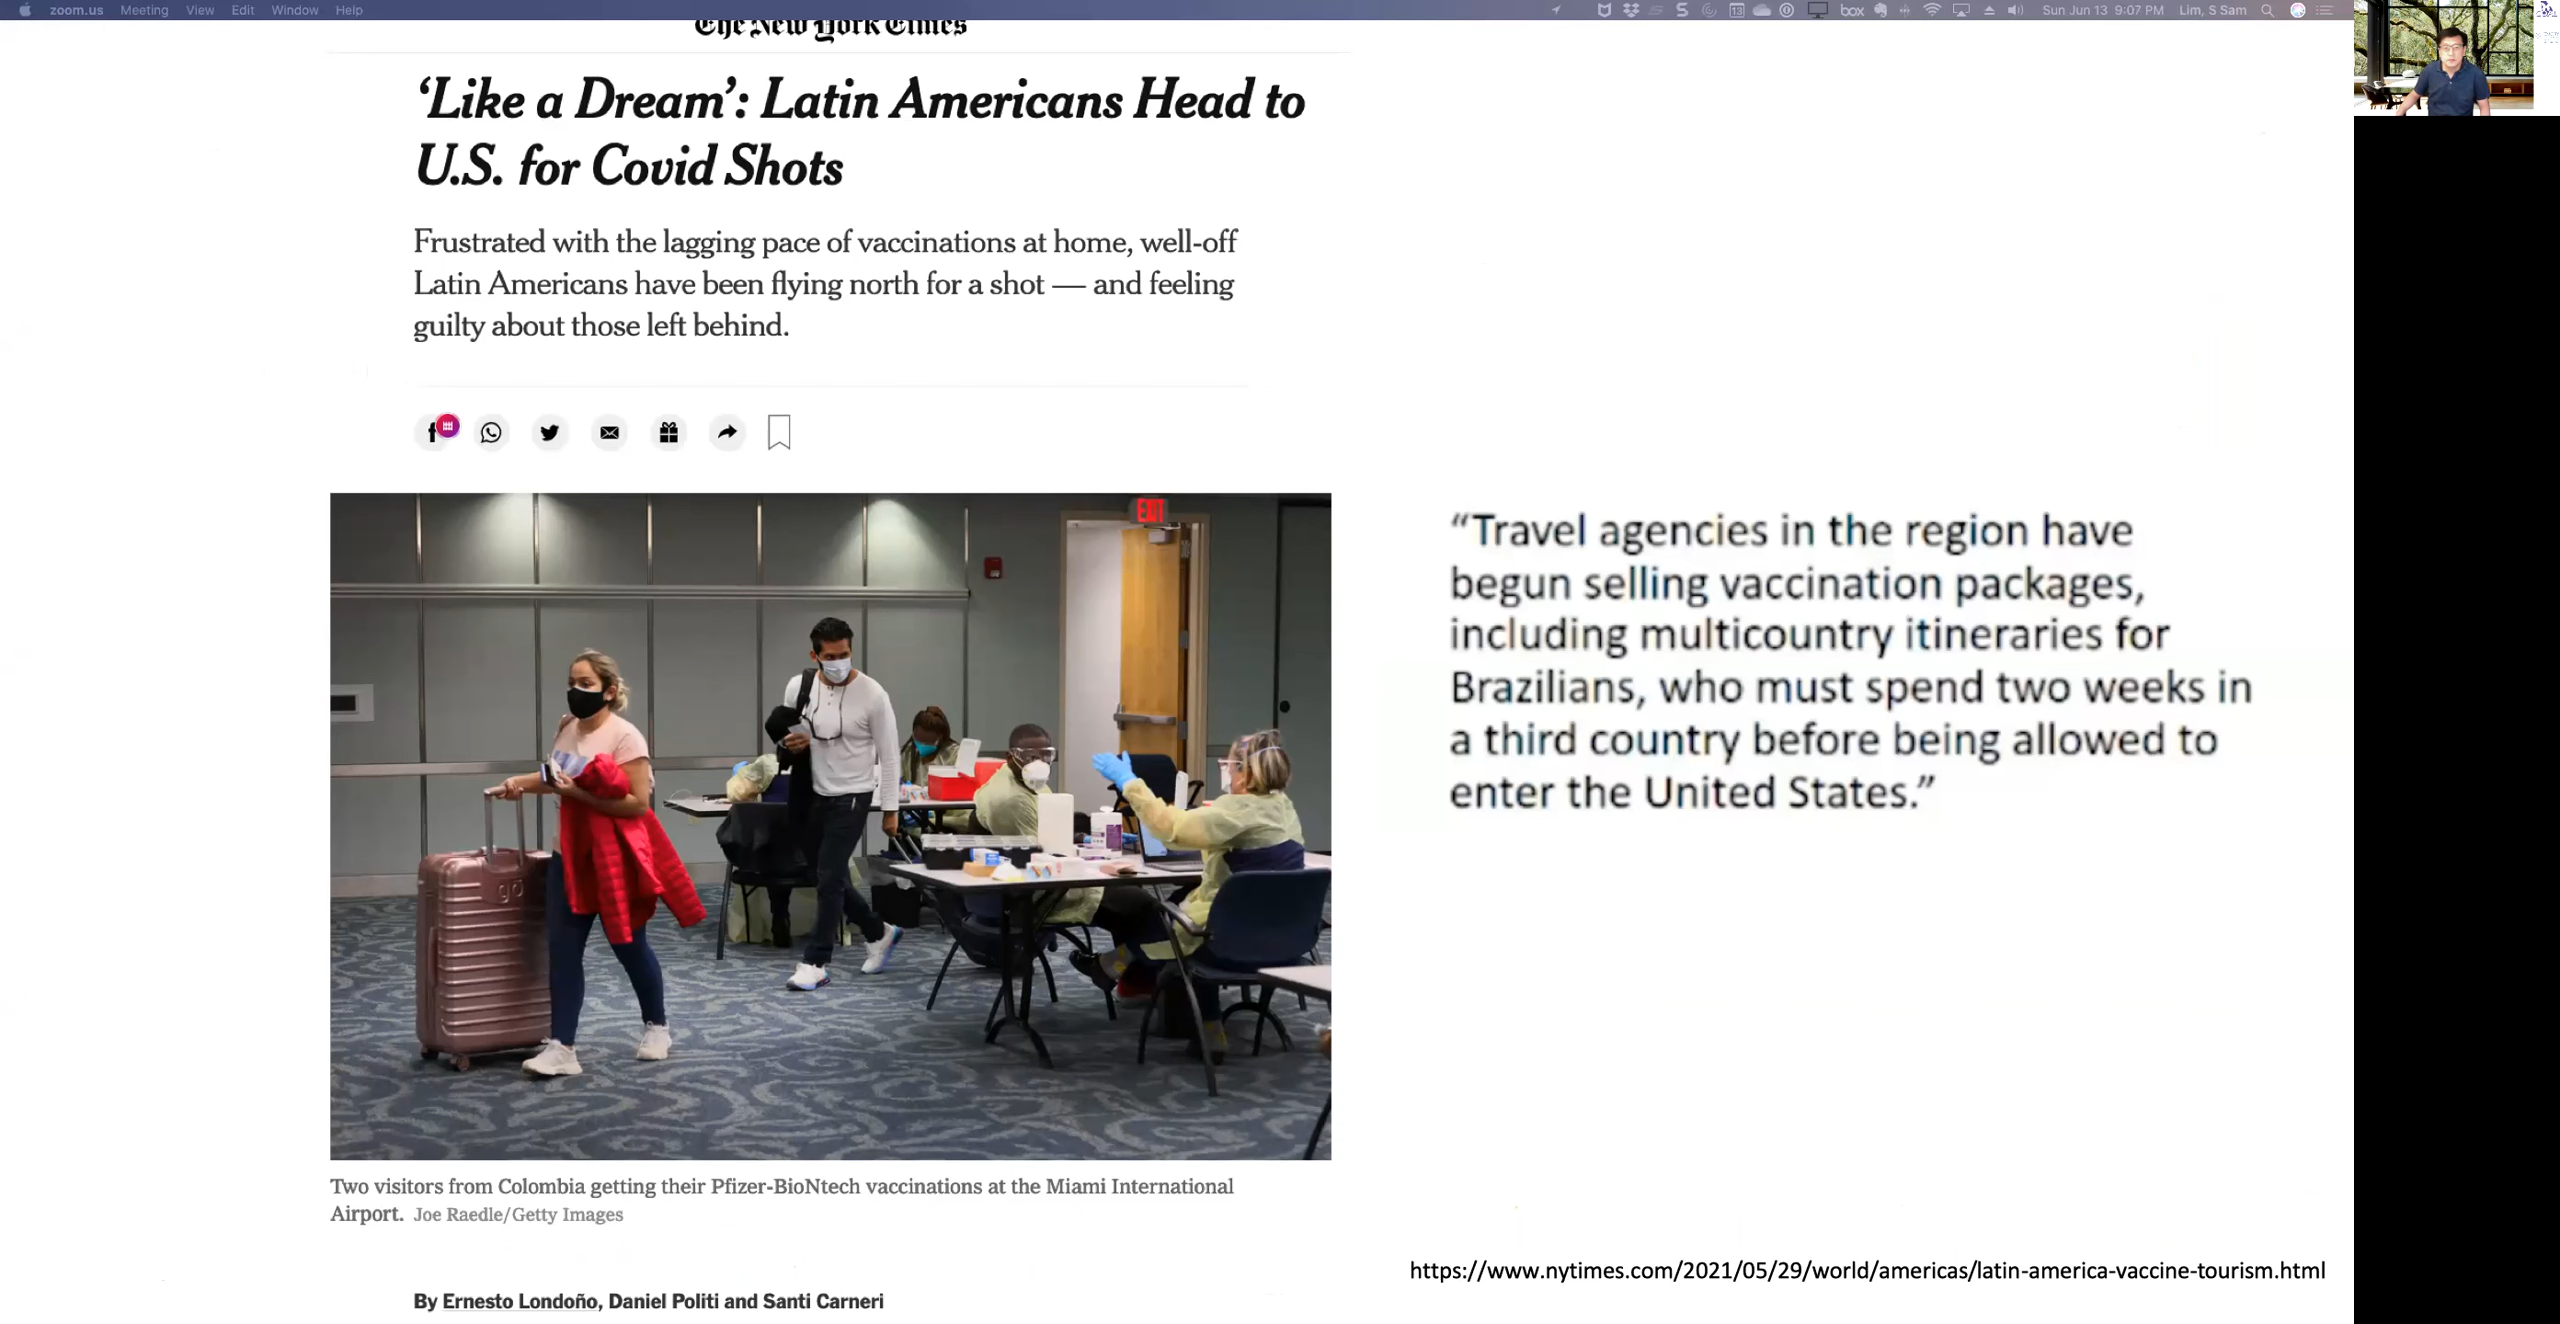 zoom.us Meeting View Edit Window Help
box
13
Sun Jun 13 9:07 PM Lim, S Sam
The New York Times
‘Like a Dream’: Latin Americans Head to
U.S. for Covid Shots
Frustrated with the lagging pace of vaccinations at home, well-off
Latin Americans have been flying north for a shot — and feeling
guilty about those left behind.
EXIT
Two visitors from Colombia getting their Pfizer-BioNtech vaccinations at the Miami International
Airport. Joe Raedle/Getty Images
By Ernesto Londoño, Daniel Politi and Santi Carneri
“Travel agencies in the region have
begun selling vaccination packages,
including multicountry itineraries for
Brazilians, who must spend two weeks in
a third country before being allowed to
enter the United States.”
https://www.nytimes.com/2021/05/29/world/americas/latin-america-vaccine-tourism.html